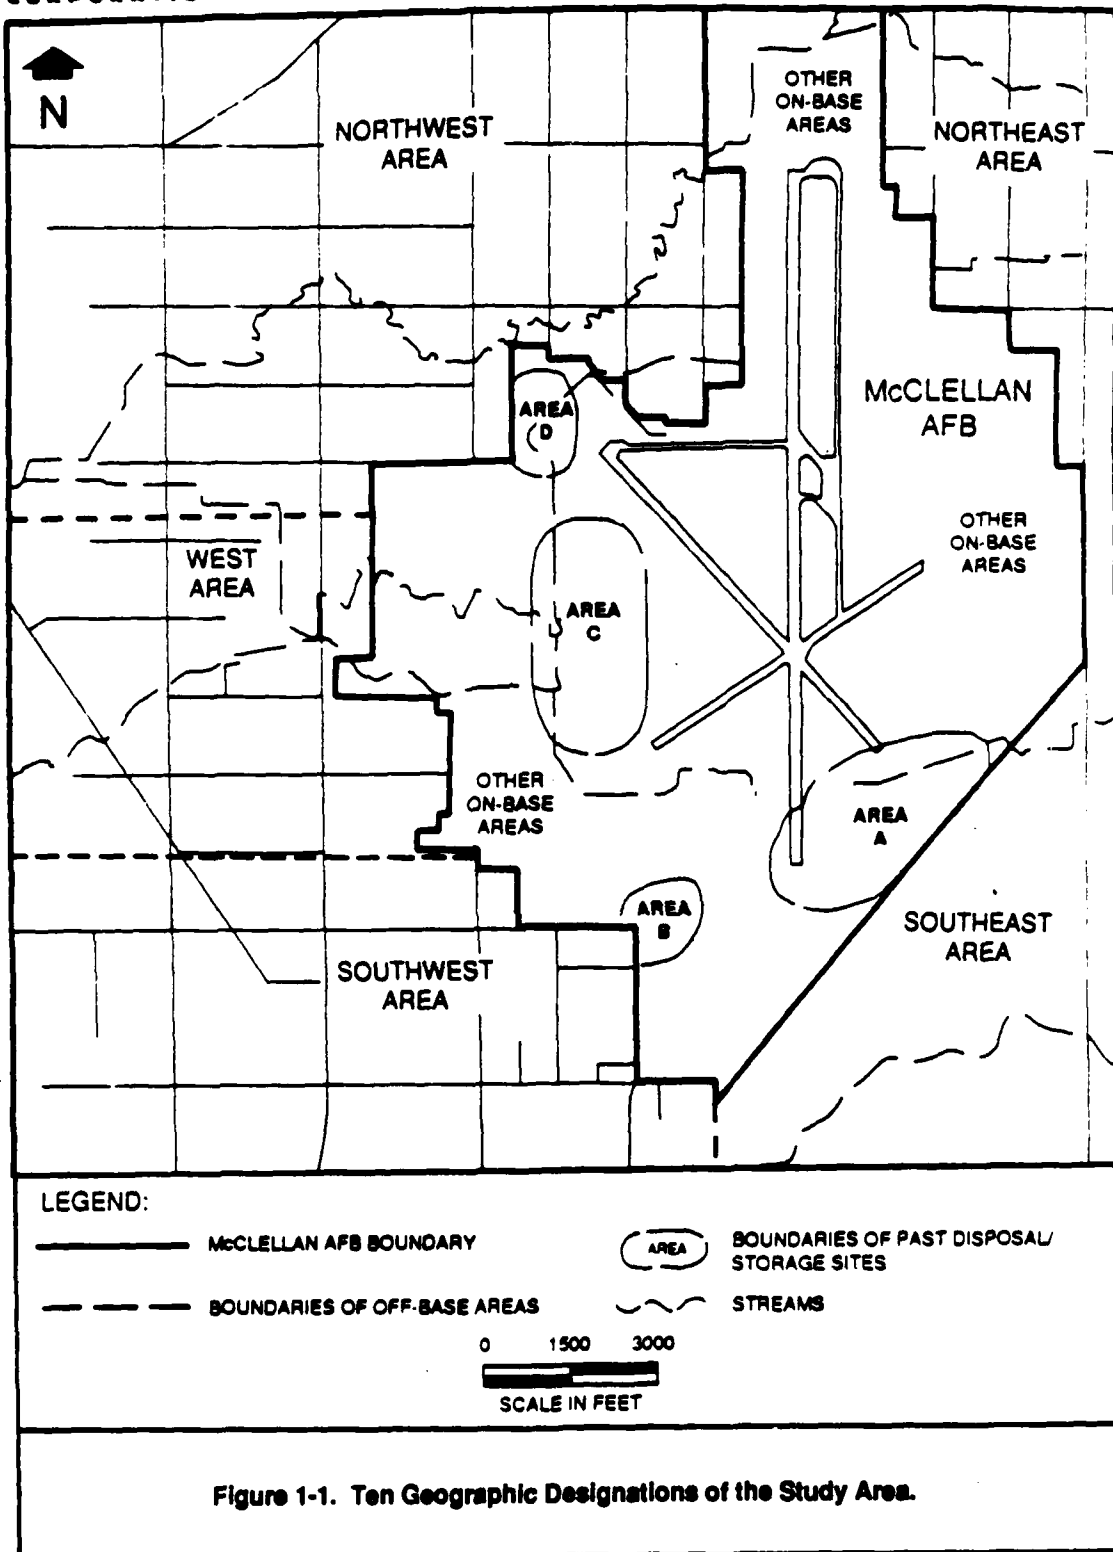 N
NORTHWEST
AREA
OTHER
ON-BASE
AREAS
NORTHEAST
AREA
McCLELLAN
AFB
AREA
D
OTHER
ON-BASE
AREAS
WEST
AREA
AREA
C
OTHER
ON-BASE
AREAS
AREA
A
AREA
B
SOUTHEAST
AREA
SOUTHWEST
AREA
LEGEND:
McCLELLAN AFB BOUNDARY
AREA
BOUNDARIES OF PAST DISPOSAL/
STORAGE SITES
BOUNDARIES OF OFF-BASE AREAS
STREAMS
0 1500 3000
SCALE IN FEET
Figure 1-1. Ten Geographic Designations of the Study Area.